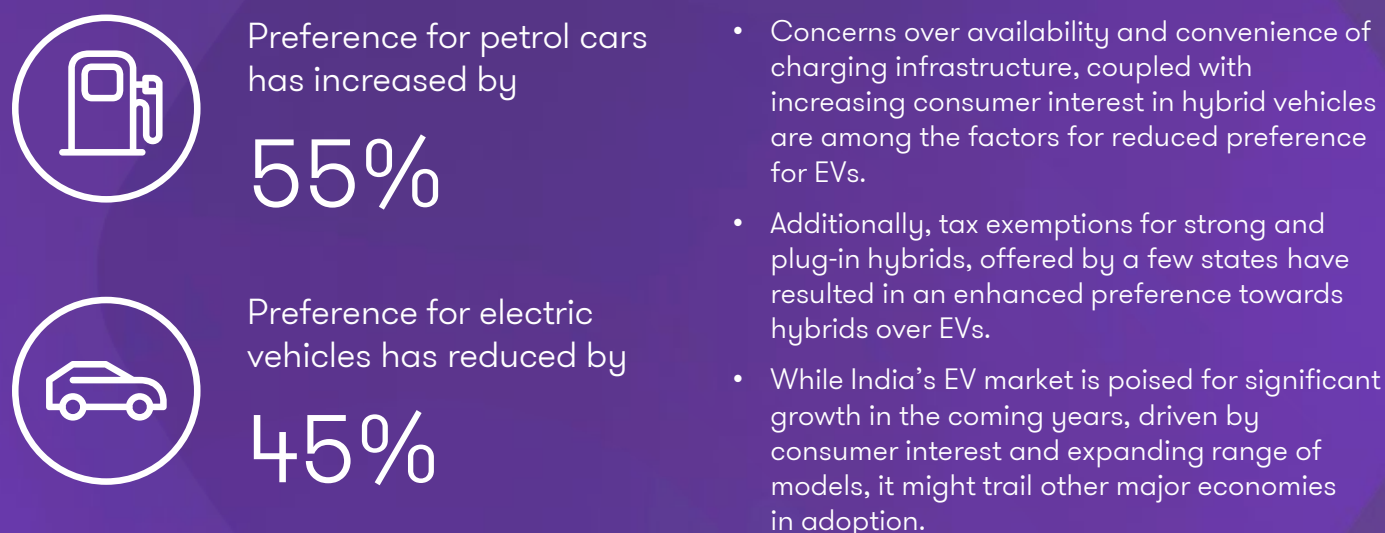 Preference for petrol cars
has increased by
55%
Preference for electric
vehicles has reduced by
45%
• Concerns over availability and convenience of
charging infrastructure, coupled with
increasing consumer interest in hybrid vehicles
are among the factors for reduced preference
for EVs.
• Additionally, tax exemptions for strong and
plug-in hybrids, offered by a few states have
resulted in an enhanced preference towards
hybrids over EVs.
• While India's EV market is poised for significant
growth in the coming years, driven by
consumer interest and expanding range of
models, it might trail other major economies
in adoption.